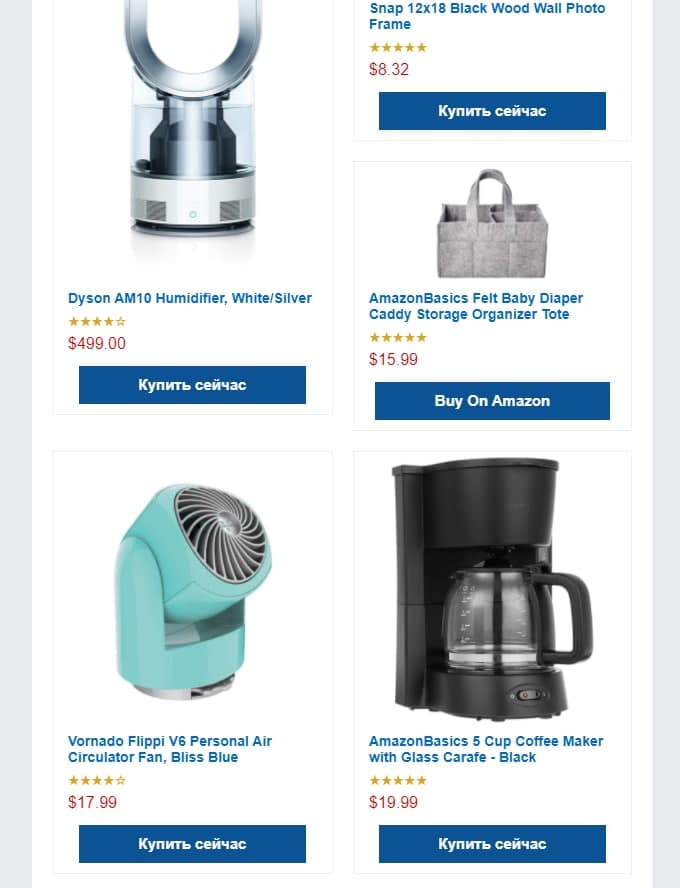 Snap 12x18 Black Wood Wall Photo
Frame
★★★★★
$8.32
Купить сейчас
Dyson AM10 Humidifier, White/Silver
★★★★☆
$499.00
Купить сейчас
AmazonBasics Felt Baby Diaper
Caddy Storage Organizer Tote
★★★★★
$15.99
Buy On Amazon
Vornado Flippi V6 Personal Air
Circulator Fan, Bliss Blue
★★★★☆
$17.99
Купить сейчас
AmazonBasics 5 Cup Coffee Maker
with Glass Carafe - Black
★★★★★
$19.99
Купить сейчас